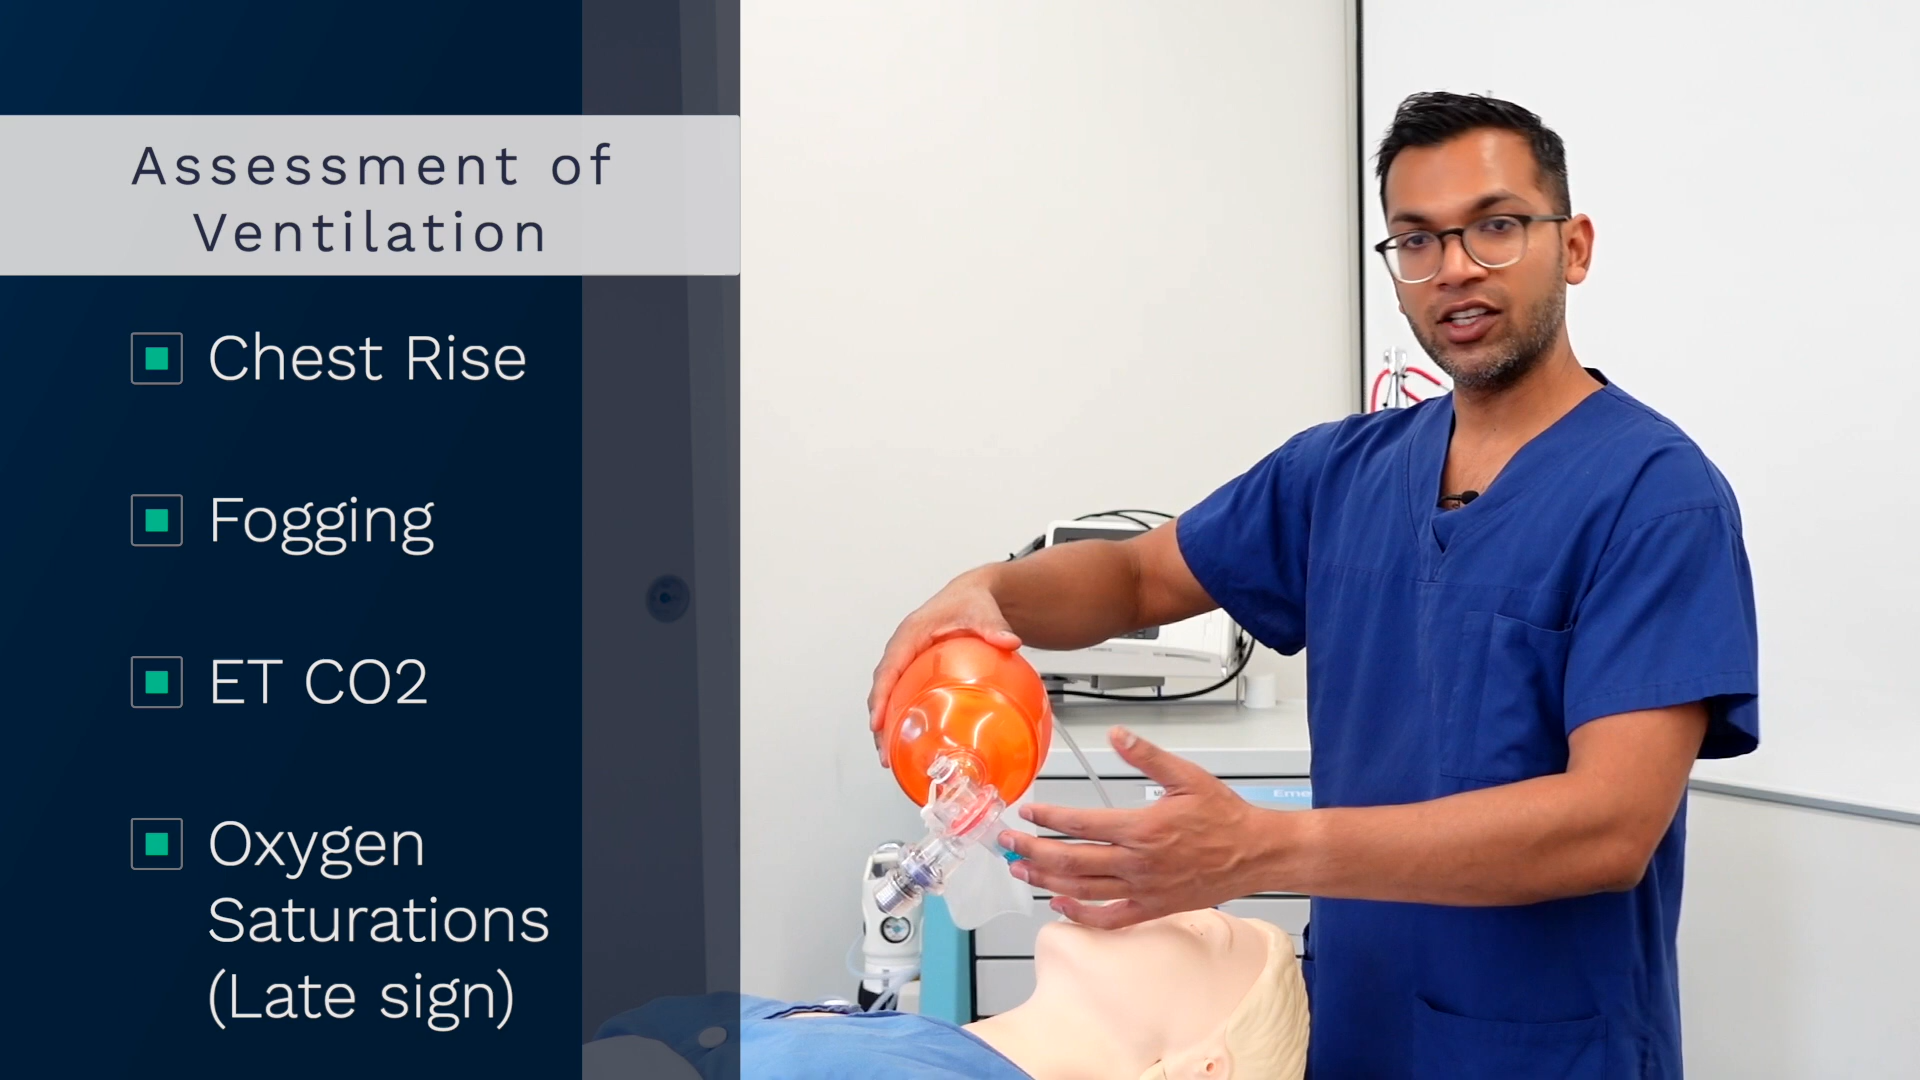 Assessment of
Ventilation
Chest Rise
Fogging
ET CO2
Oxygen
Saturations
(Late sign)